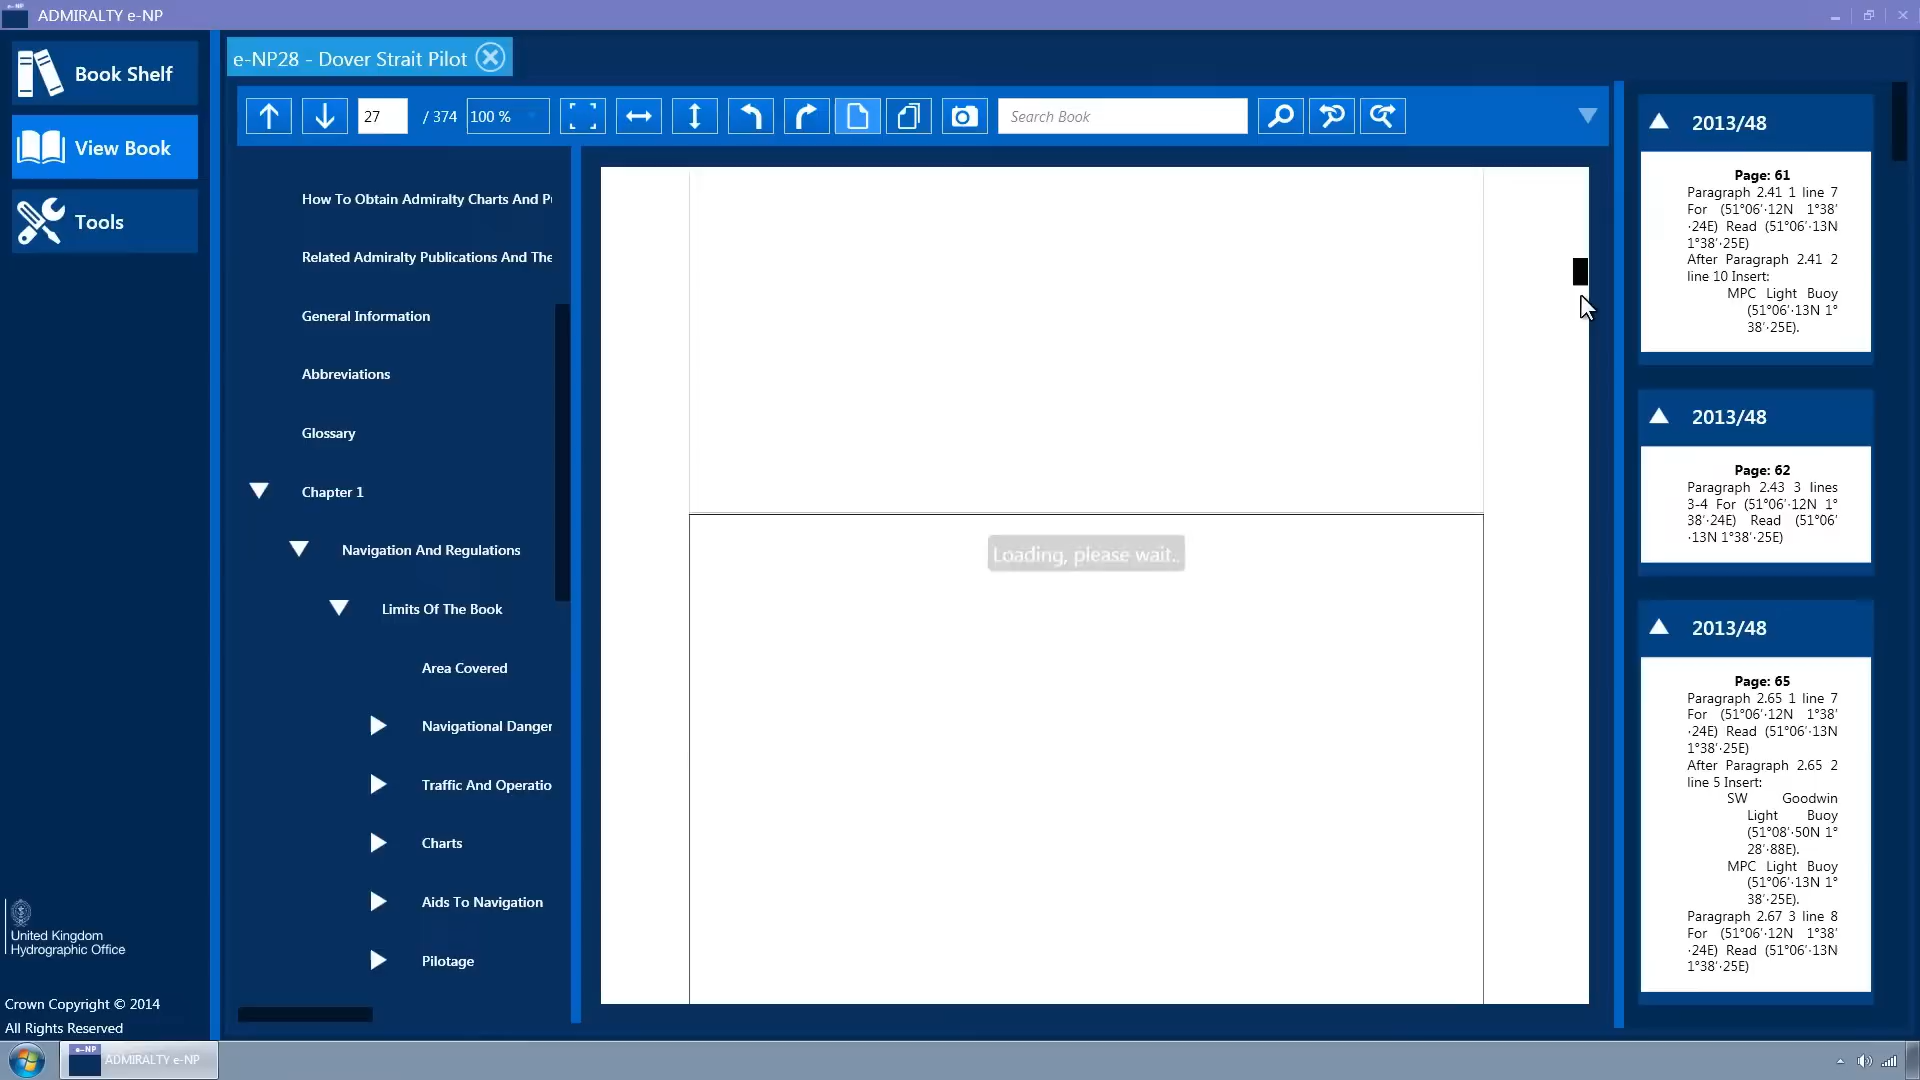 e-NP
ADMIRALTY e-NP
Book Shelf
View Book
Tools
e-NP28 - Dover Strait Pilot
27 / 374 100 % Search Book
How To Obtain Admiralty Charts And P
Related Admiralty Publications And The
General Information
Abbreviations
Glossary
Chapter 1
Navigation And Regulations
Limits Of The Book
Area Covered
Navigational Danger
Traffic And Operatio
Charts
Aids To Navigation
Pilotage
Loading, please wait.
2013/48
Page: 61
Paragraph 2.41 1 line 7
For (51°06′·12N 1°38′
·24E) Read (51°06′·13N
1°38′·25E)
After Paragraph 2.41 2
line 10 Insert:
MPC Light Buoy
(51°06′·13N 1°
38′·25E).
2013/48
Page: 62
Paragraph 2.43 3 lines
3-4 For (51°06′·12N 1°
38′·24E) Read (51°06′
·13N 1°38′·25E)
2013/48
Page: 65
Paragraph 2.65 1 line 7
For (51°06′·12N 1°38′
·24E) Read (51°06′·13N
1°38′·25E)
After Paragraph 2.65 2
line 5 Insert:
SW Goodwin
Light Buoy
(51°08′·50N 1°
28′·88E).
MPC Light Buoy
(51°06′·13N 1°
38′·25E).
Paragraph 2.67 3 line 8
For (51°06′·12N 1°38′
·24E) Read (51°06′·13N
1°38′·25E)
United Kingdom
Hydrographic Office
Crown Copyright © 2014
All Rights Reserved
e-NP
ADMIRALTY e-NP